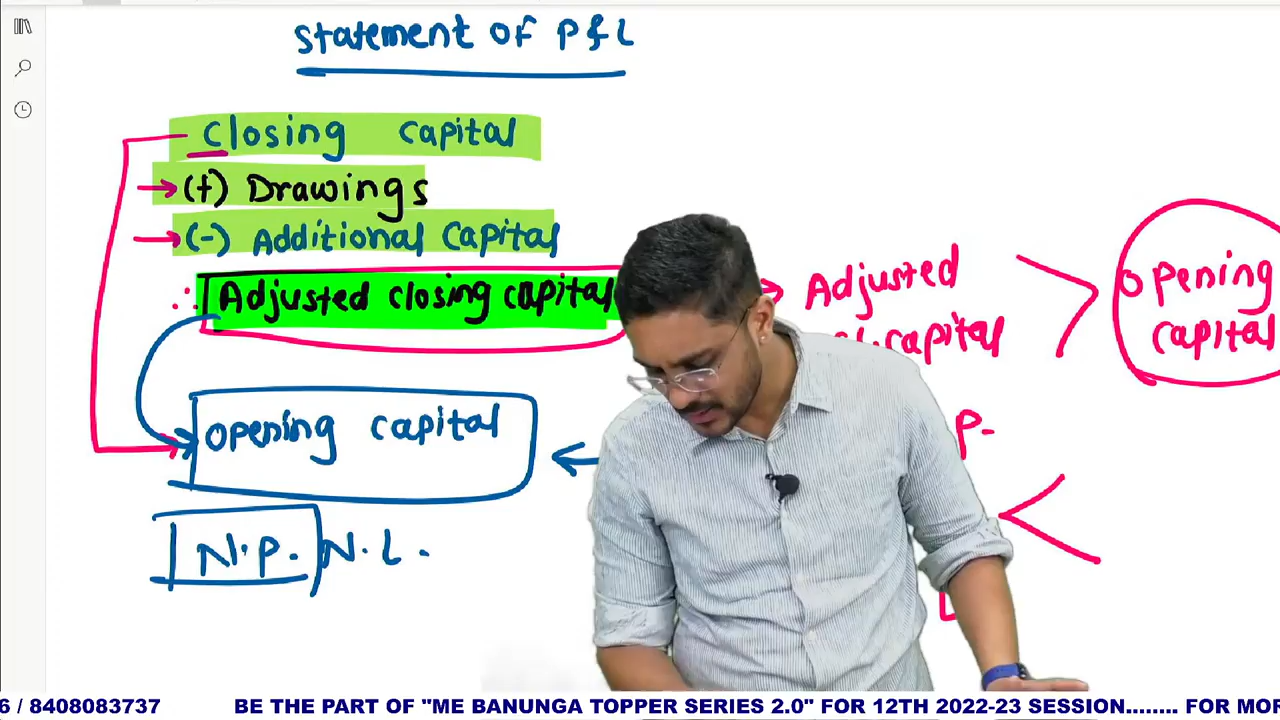 Statement of P & L
Closing capital
→ (+) Drawings
→ (-) Additional Capital
∴ Adjusted closing capital
Adjusted
capital
Opening
capital
Opening capital
P.
N.P. N.L.
6 / 8408083737 BE THE PART OF "ME BANUNGA TOPPER SERIES 2.0" FOR 12TH 2022-23 SESSION........ FOR MOR